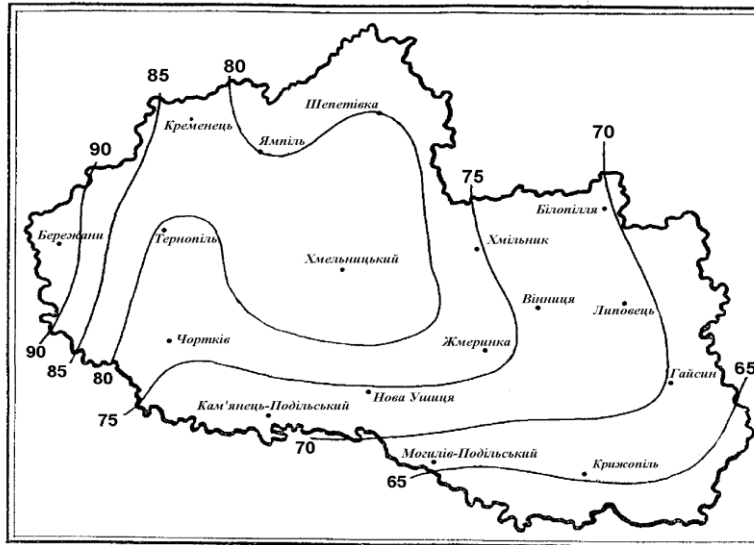 80
85
Шепетівка
Кременець
Ямпіль
70
90
75
Білопілля
Бережани
Тернопіль
Хмільник
Хмельницький
Вінниця
Липовець
90
Чортків
Жмеринка
85
80
Гайсин
65
75
Нова Ушиця
Кам'янець-Подільський
70
Могилів-Подільський
65
Крижопіль